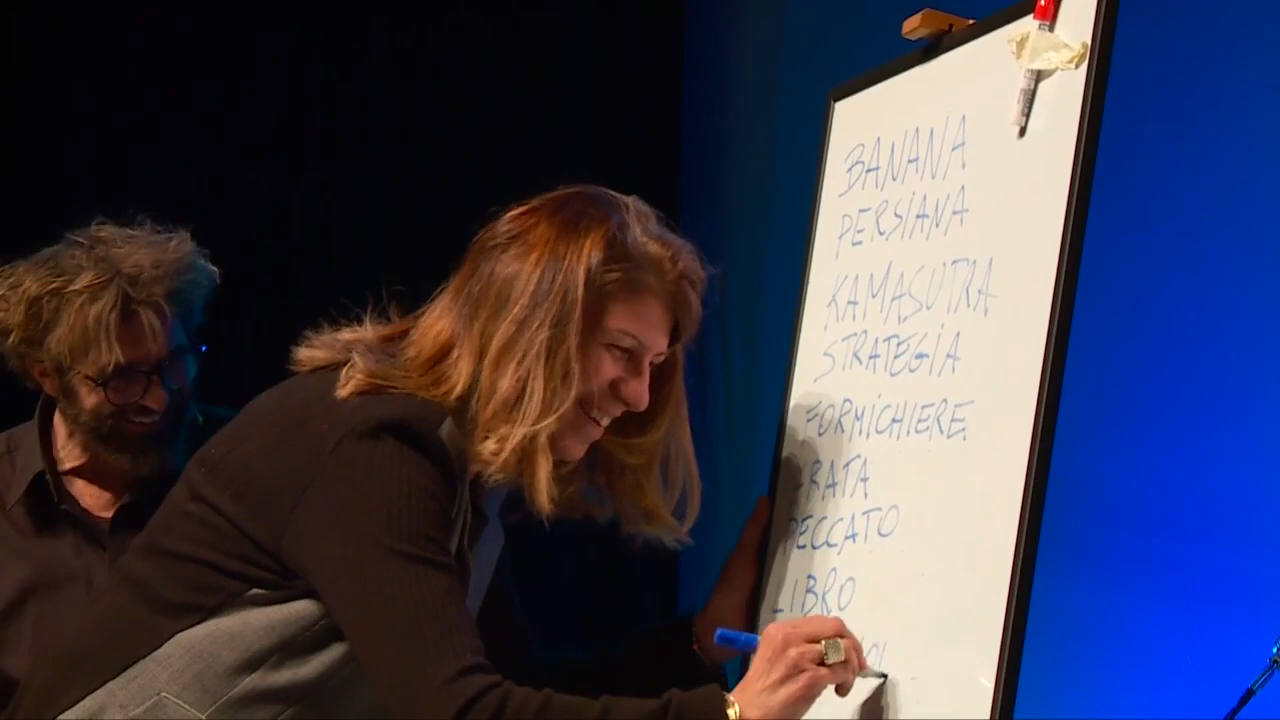 BANANA
PERSIANA
KAMASUTRA
STRATEGIA
FORMICHIERE
PECCATO
LIBRO